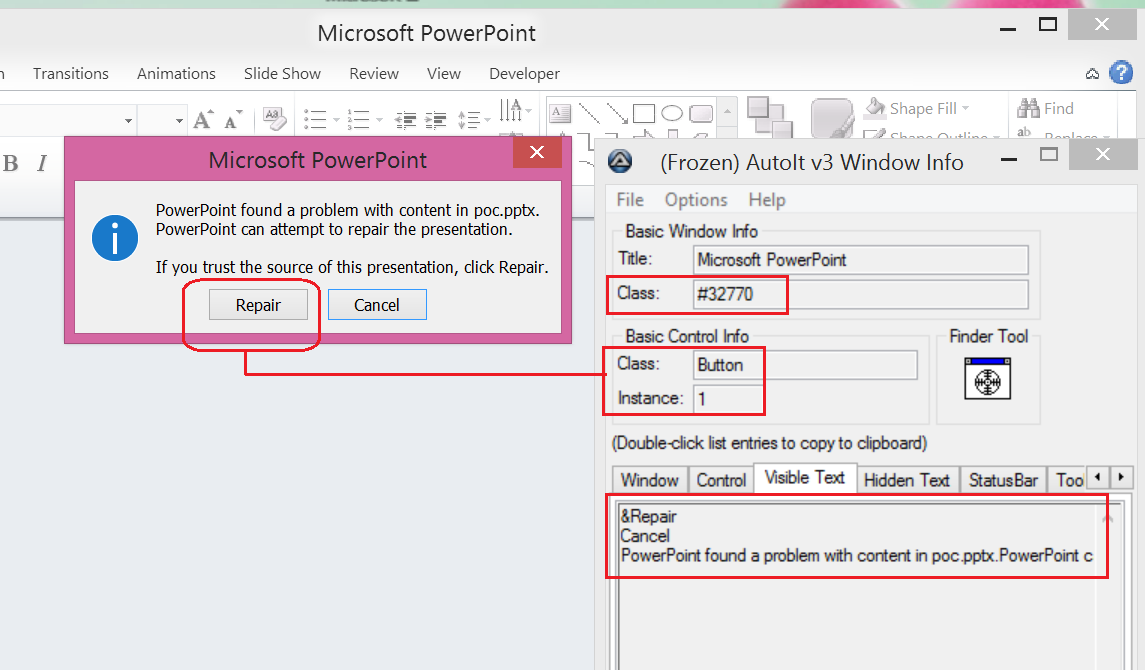 Microsoft PowerPoint
Transitions Animations Slide Show Review View Developer
Shape Fill Find
Shape Outline Replace
B I
Microsoft PowerPoint
PowerPoint found a problem with content in poc.pptx.
PowerPoint can attempt to repair the presentation.
If you trust the source of this presentation, click Repair.
Repair Cancel
(Frozen) AutoIt v3 Window Info
File Options Help
Basic Window Info
Title: Microsoft PowerPoint
Class: #32770
Basic Control Info
Class: Button
Instance: 1
Finder Tool
(Double-click list entries to copy to clipboard)
Window Control Visible Text Hidden Text StatusBar Too
&Repair
Cancel
PowerPoint found a problem with content in poc.pptx.PowerPoint c